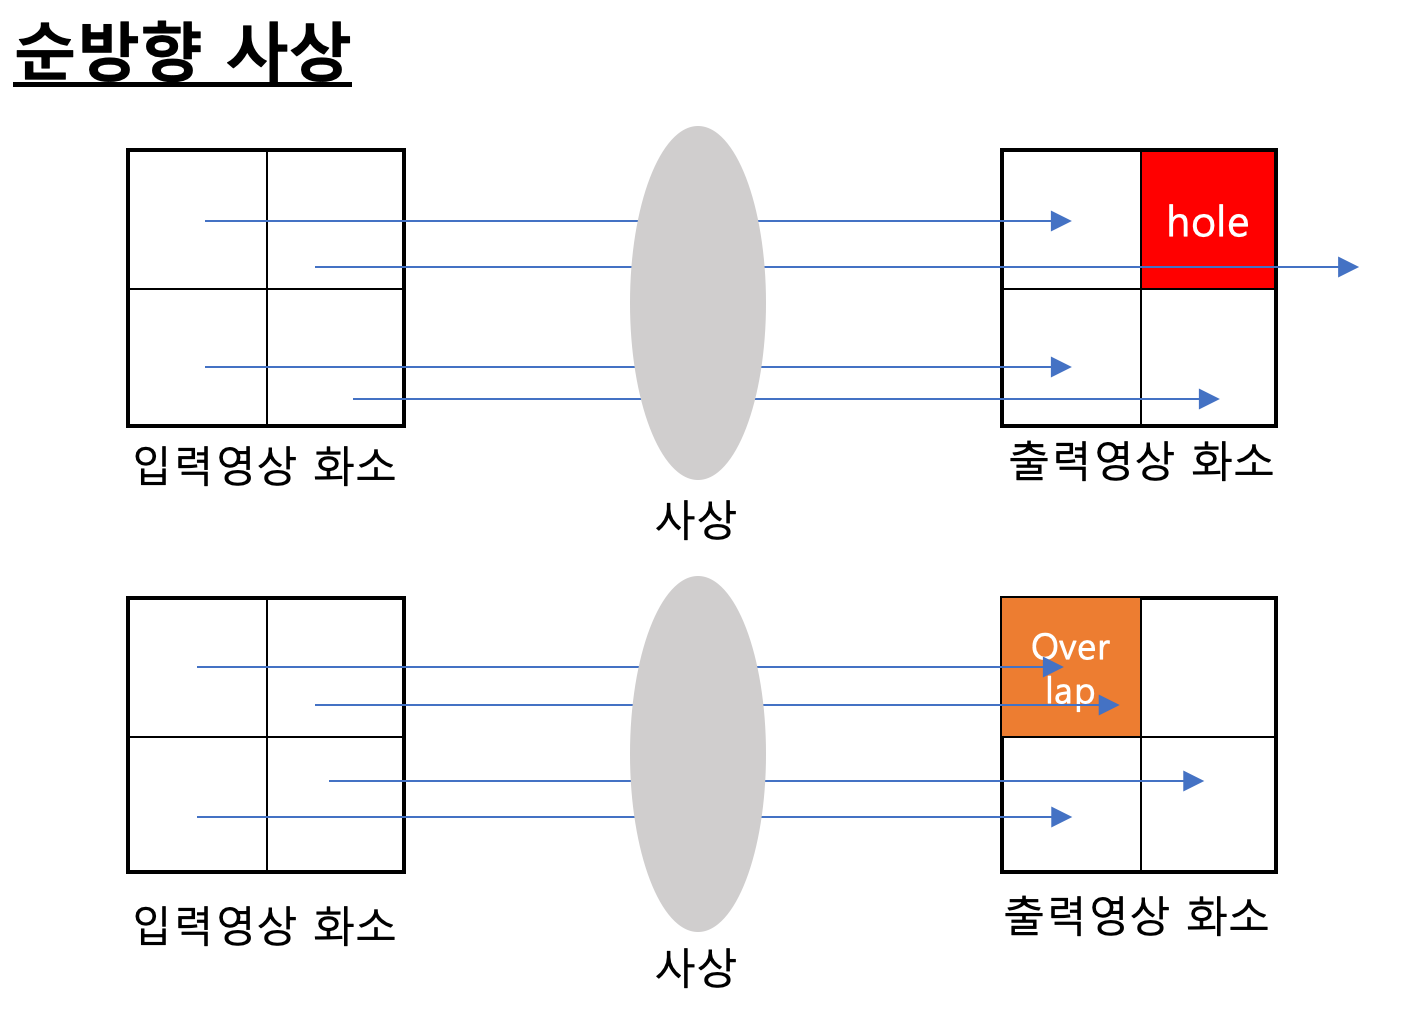 순방향 사상
hole
입력영상 화소
출력영상 화소
사상
Over
lap
입력영상 화소
출력영상 화소
사상